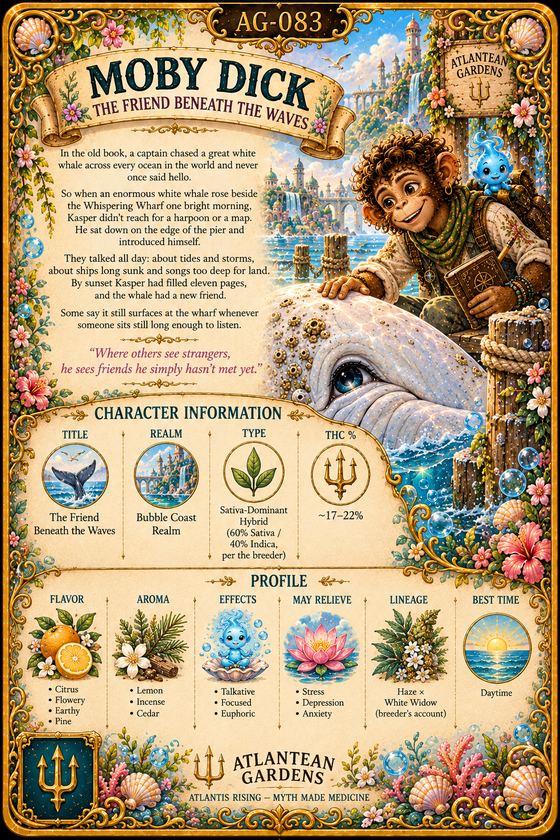 AG-083
ATLANTEAN
GARDENS
MOBY DICK
THE FRIEND BENEATH THE WAVES
In the old book, a captain chased a great white
whale across every ocean in the world and never
once said hello.
So when an enormous white whale rose beside
the Whispering Wharf one bright morning,
Kasper didn't reach for a harpoon or a map.
He sat down on the edge of the pier and
introduced himself.
They talked all day: about tides and storms,
about ships long sunk and songs too deep for land.
By sunset Kasper had filled eleven pages,
and the whale had a new friend.
Some say it still surfaces at the wharf whenever
someone sits still long enough to listen.
“Where others see strangers,
he sees friends he simply hasn't met yet.”
CHARACTER INFORMATION
TITLE
The Friend
Beneath the Waves
REALM
Bubble Coast
Realm
TYPE
Sativa-Dominant
Hybrid
(60% Sativa /
40% Indica,
per the breeder)
THC %
~17–22%
PROFILE
FLAVOR
• Citrus
• Flowery
• Earthy
• Pine
AROMA
• Lemon
• Incense
• Cedar
EFFECTS
• Talkative
• Focused
• Euphoric
MAY RELIEVE
• Stress
• Depression
• Anxiety
LINEAGE
Haze ×
White Widow
(breeder's account)
BEST TIME
Daytime
ATLANTEAN
GARDENS
ATLANTIS RISING – MYTH MADE MEDICINE